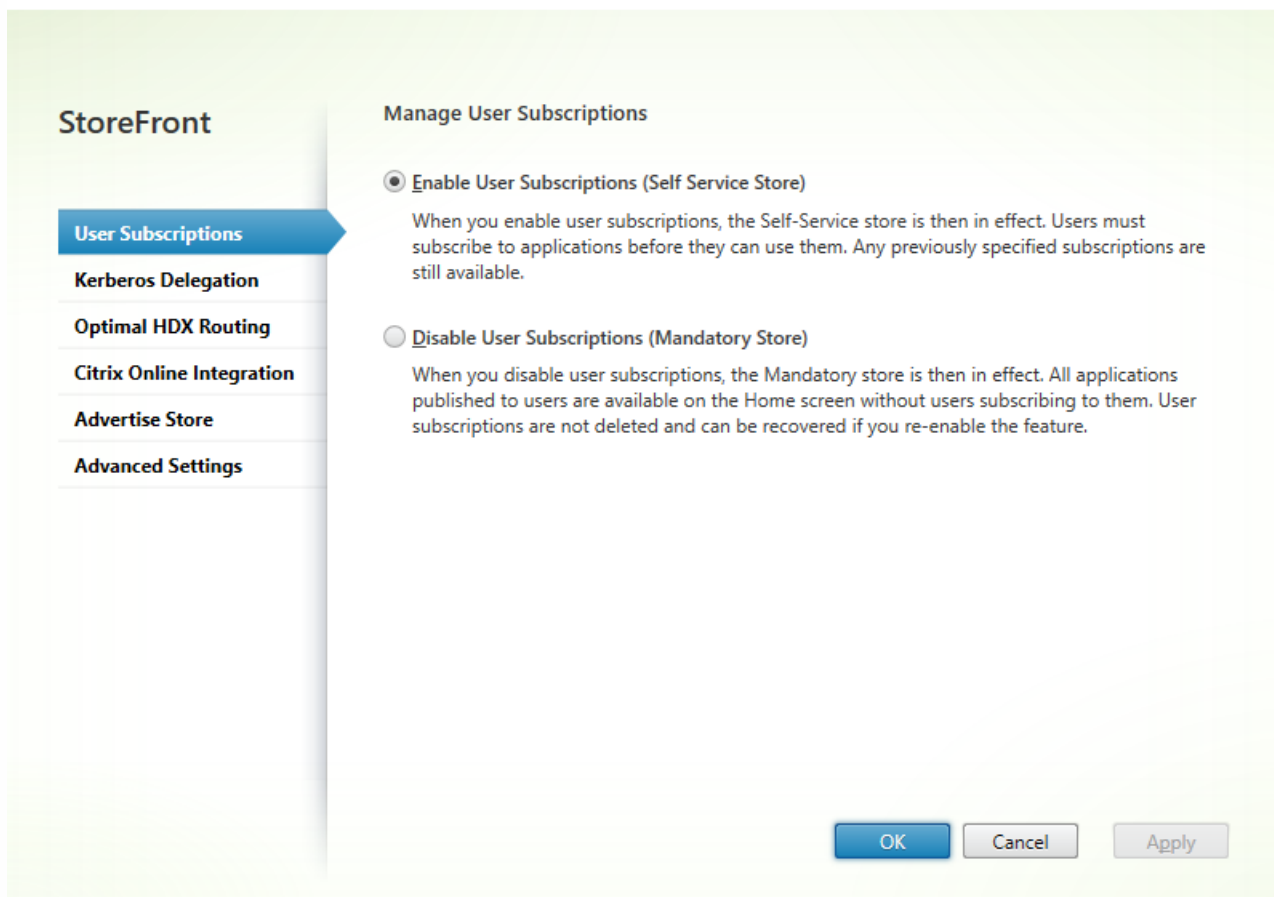 StoreFront
User Subscriptions
Kerberos Delegation
Optimal HDX Routing
Citrix Online Integration
Advertise Store
Advanced Settings
Manage User Subscriptions
Enable User Subscriptions (Self Service Store)
When you enable user subscriptions, the Self-Service store is then in effect. Users must
subscribe to applications before they can use them. Any previously specified subscriptions are
still available.
Disable User Subscriptions (Mandatory Store)
When you disable user subscriptions, the Mandatory store is then in effect. All applications
published to users are available on the Home screen without users subscribing to them. User
subscriptions are not deleted and can be recovered if you re-enable the feature.
OK
Cancel
Apply